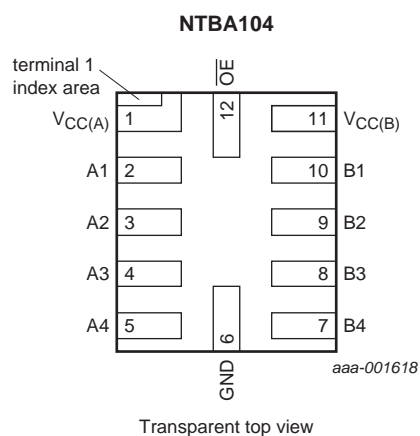 NTBA104
terminal 1
index area
OE
VCC(A) 1 12 11 VCC(B)
A1 2 10 B1
A2 3 9 B2
A3 4 8 B3
A4 5 6 7 B4
GND
aaa-001618
Transparent top view